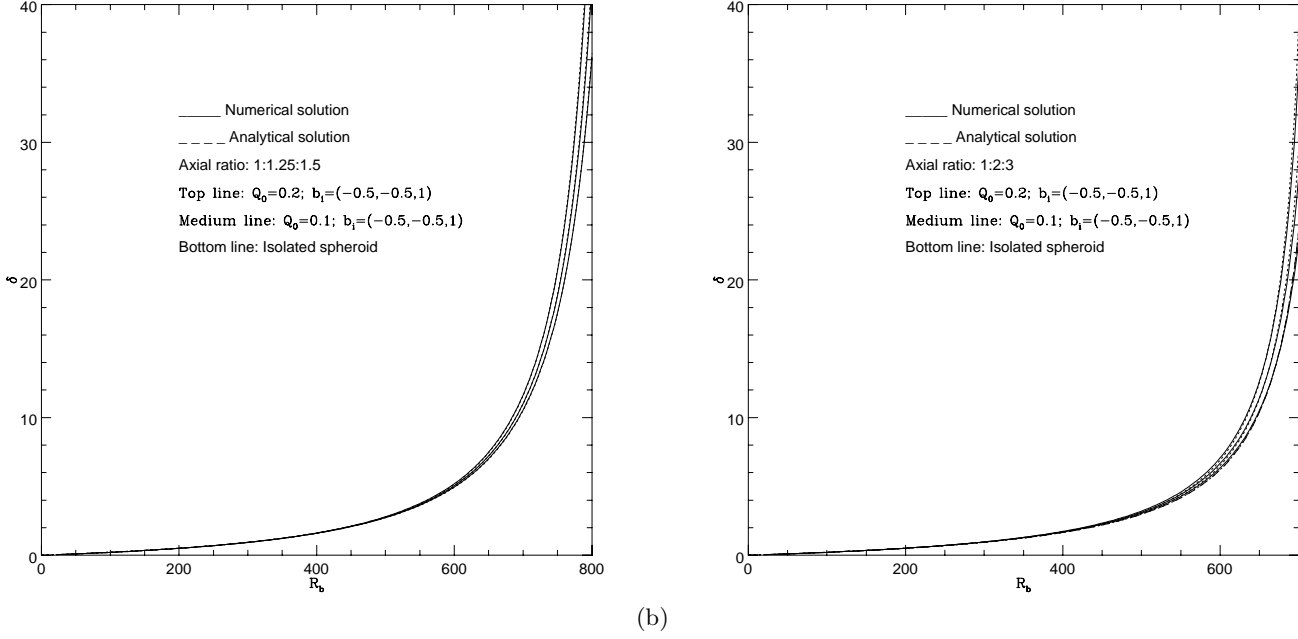 40
30
20
10
0
δ
_____ Numerical solution
_ _ _ _ Analytical solution
Axial ratio: 1:1.25:1.5
Top line: Q₀=0.2; bᵢ=(−0.5,−0.5,1)
Medium line: Q₀=0.1; bᵢ=(−0.5,−0.5,1)
Bottom line: Isolated spheroid
0 200 400 600 800
R_b
40
30
20
10
0
δ
_____ Numerical solution
_ _ _ _ Analytical solution
Axial ratio: 1:2:3
Top line: Q₀=0.2; bᵢ=(−0.5,−0.5,1)
Medium line: Q₀=0.1; bᵢ=(−0.5,−0.5,1)
Bottom line: Isolated spheroid
0 200 400 600
R_b
(b)